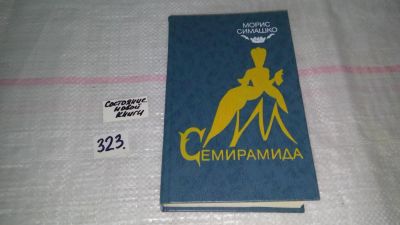 МОРИС
СИМАШКО
СЕМИРАМИДА
Состояние
новой
книги
323.